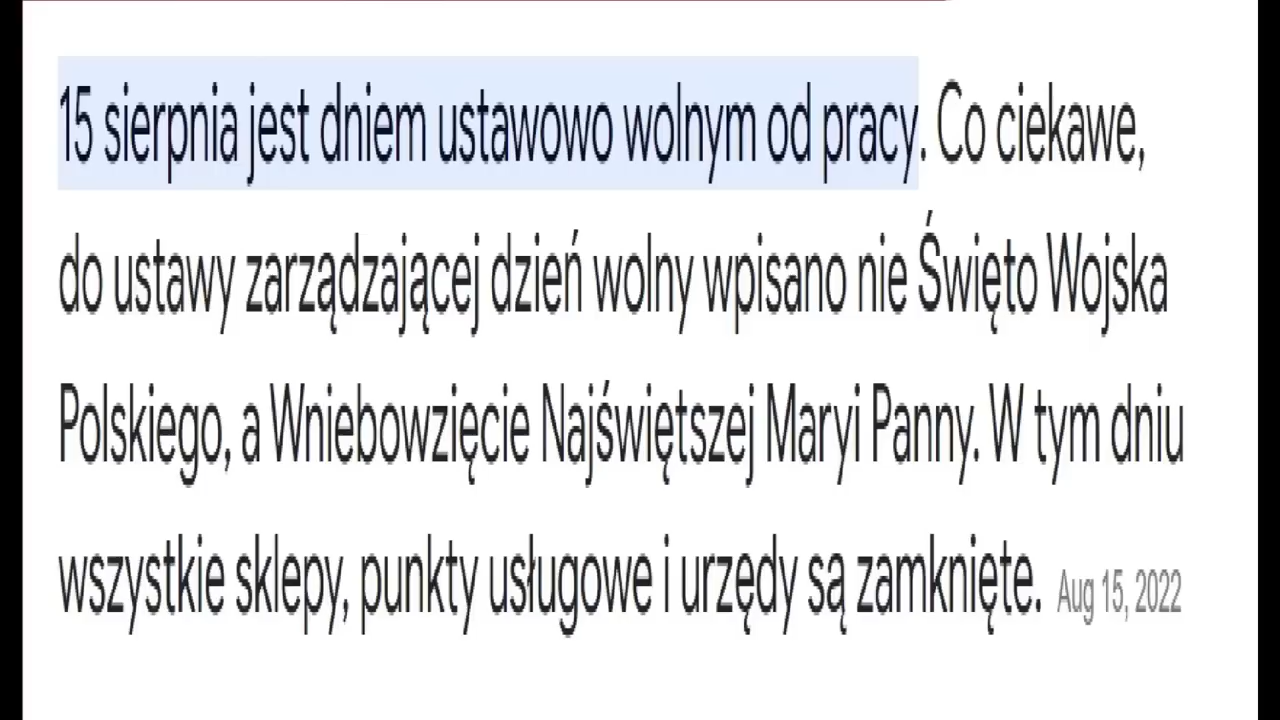 15 sierpnia jest dniem ustawowo wolnym od pracy. Co ciekawe,
do ustawy zarządzającej dzień wolny wpisano nie Święto Wojska
Polskiego, a Wniebowzięcie Najświętszej Maryi Panny. W tym dniu
wszystkie sklepy, punkty usługowe i urzędy są zamknięte. Aug 15, 2022